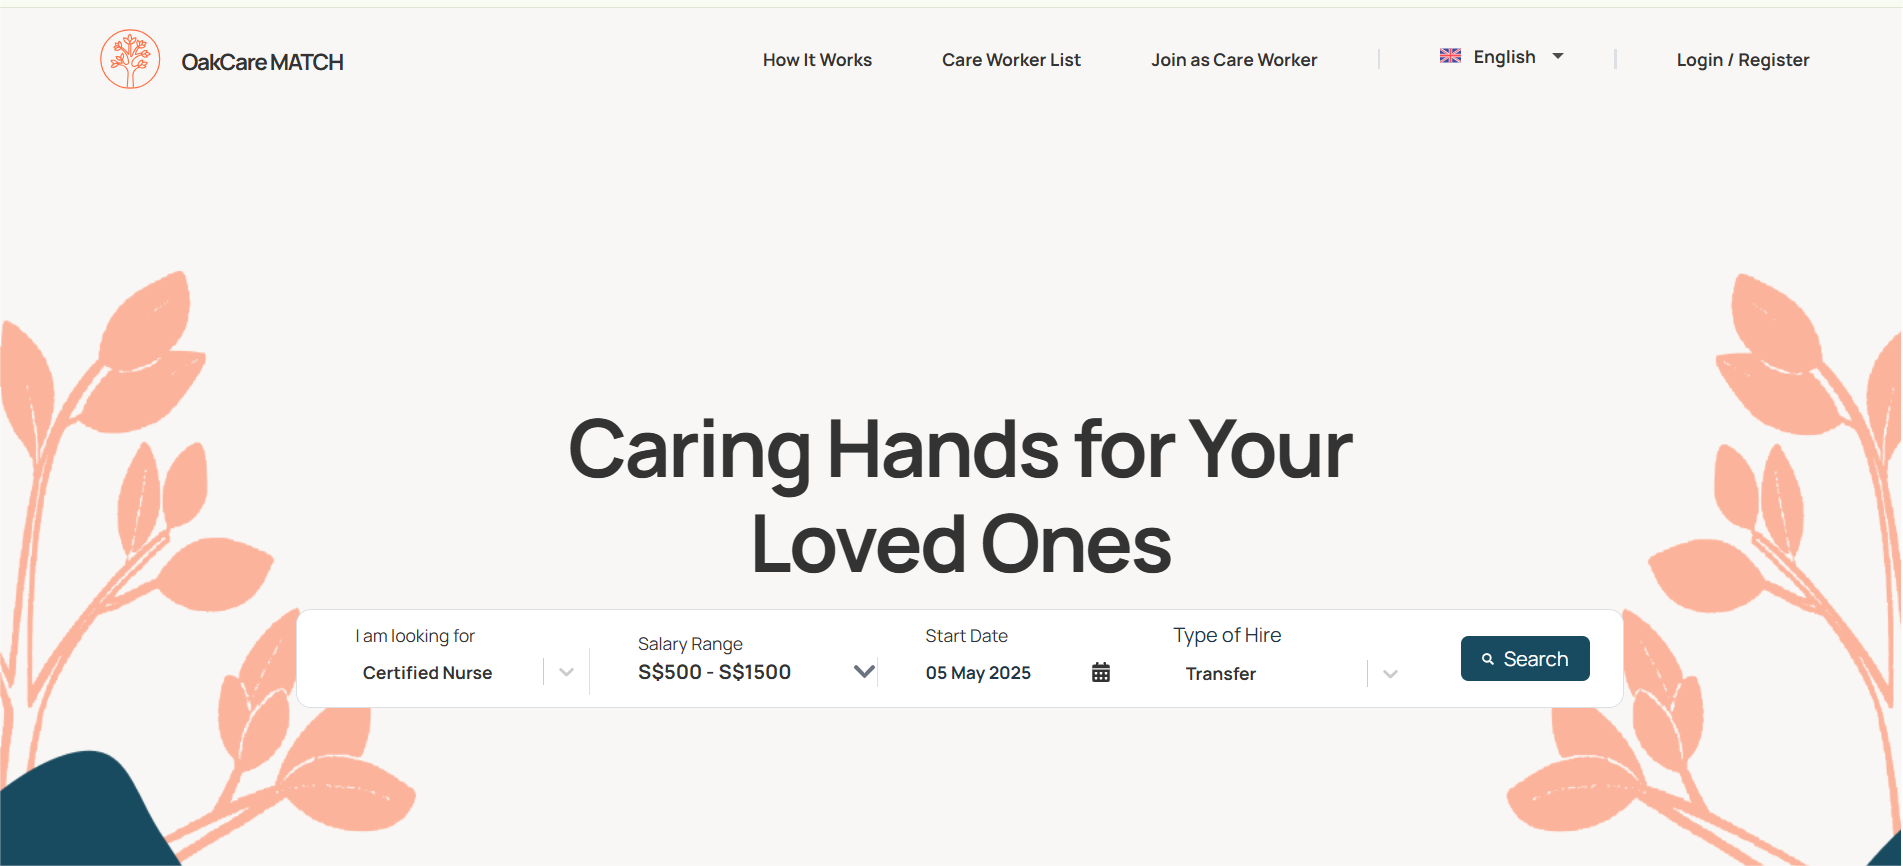 OakCare MATCH
How It Works
Care Worker List
Join as Care Worker
English
Login / Register
Caring Hands for Your
Loved Ones
I am looking for
Certified Nurse
Salary Range
S$500 - S$1500
Start Date
05 May 2025
Type of Hire
Transfer
Search